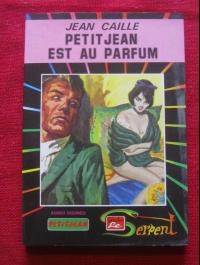 JEAN CAILLE
PETITJEAN
EST AU PARFUM
PETITJEAN
Le Serpent